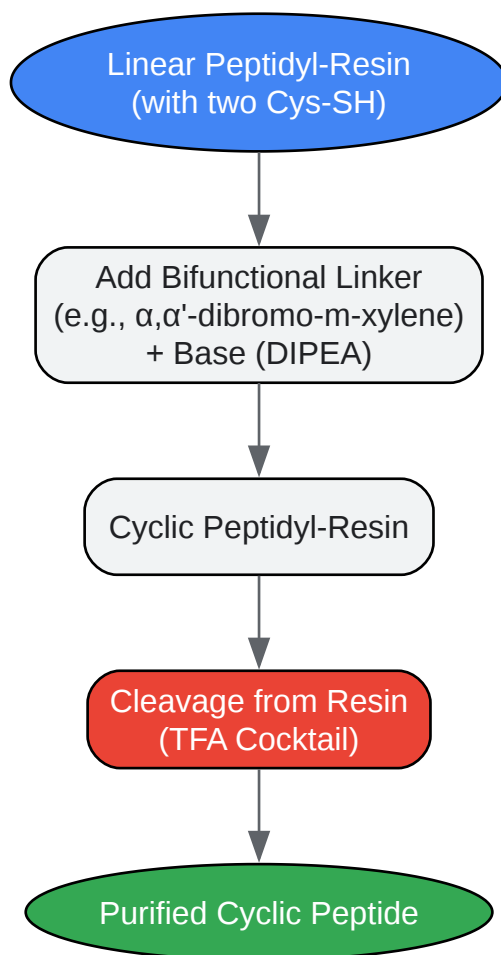 Linear Peptidyl-Resin
(with two Cys-SH)
Add Bifunctional Linker
(e.g., α,α'-dibromo-m-xylene)
+ Base (DIPEA)
Cyclic Peptidyl-Resin
Cleavage from Resin
(TFA Cocktail)
Purified Cyclic Peptide